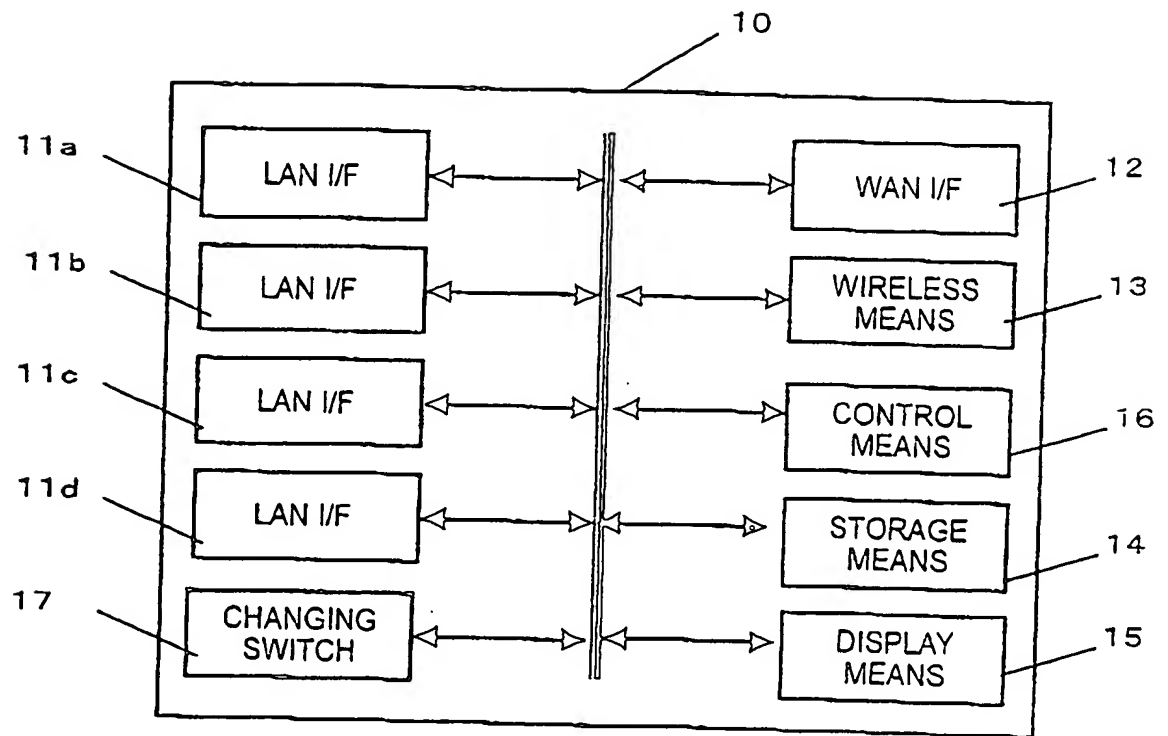 10
11a
LAN I/F
WAN I/F
12
11b
LAN I/F
WIRELESS
MEANS
13
11c
LAN I/F
CONTROL
MEANS
16
11d
LAN I/F
STORAGE
MEANS
14
17
CHANGING
SWITCH
DISPLAY
MEANS
15